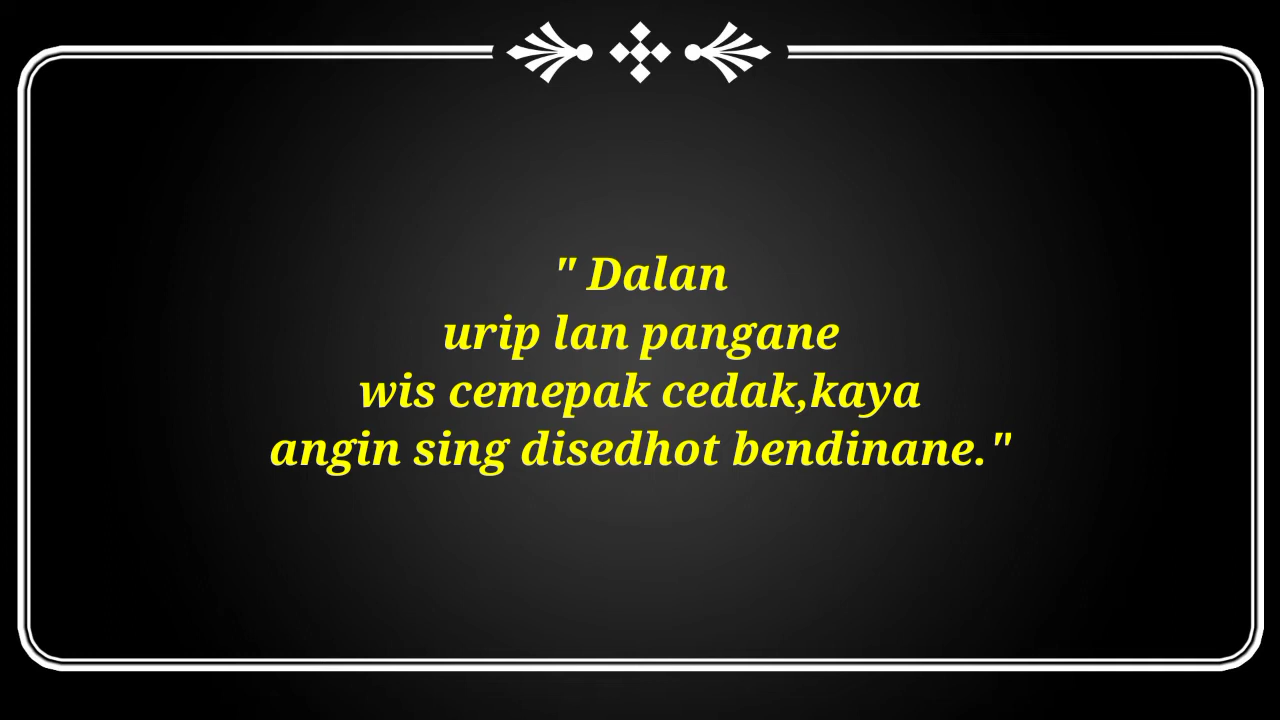 " Dalan
urip lan pangane
wis cemepak cedak,kaya
angin sing disedhot bendinane."